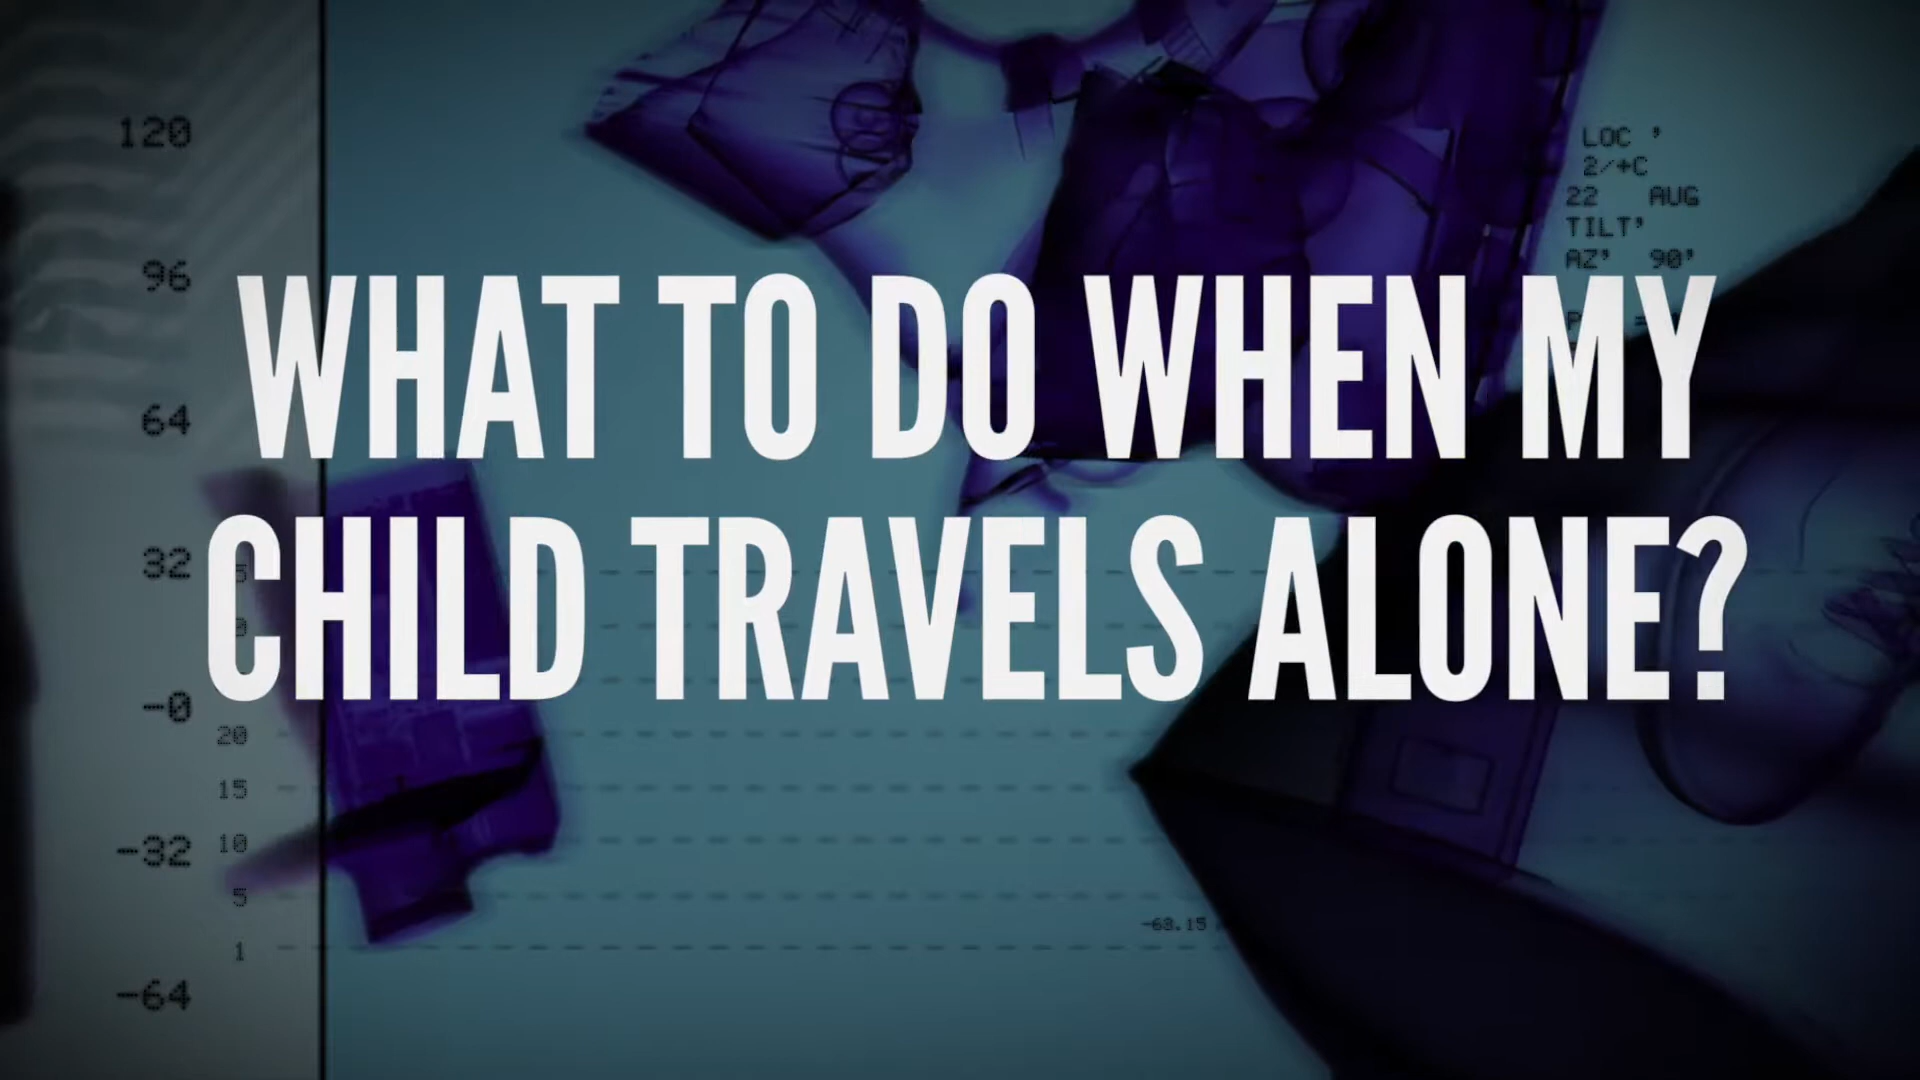 120
96
64
32
-0
-32
-64
20
15
10
5
1
LOC '
2/+C
22 AUG
TILT'
AZ' 90'
WHAT TO DO WHEN MY
CHILD TRAVELS ALONE?
-63.15